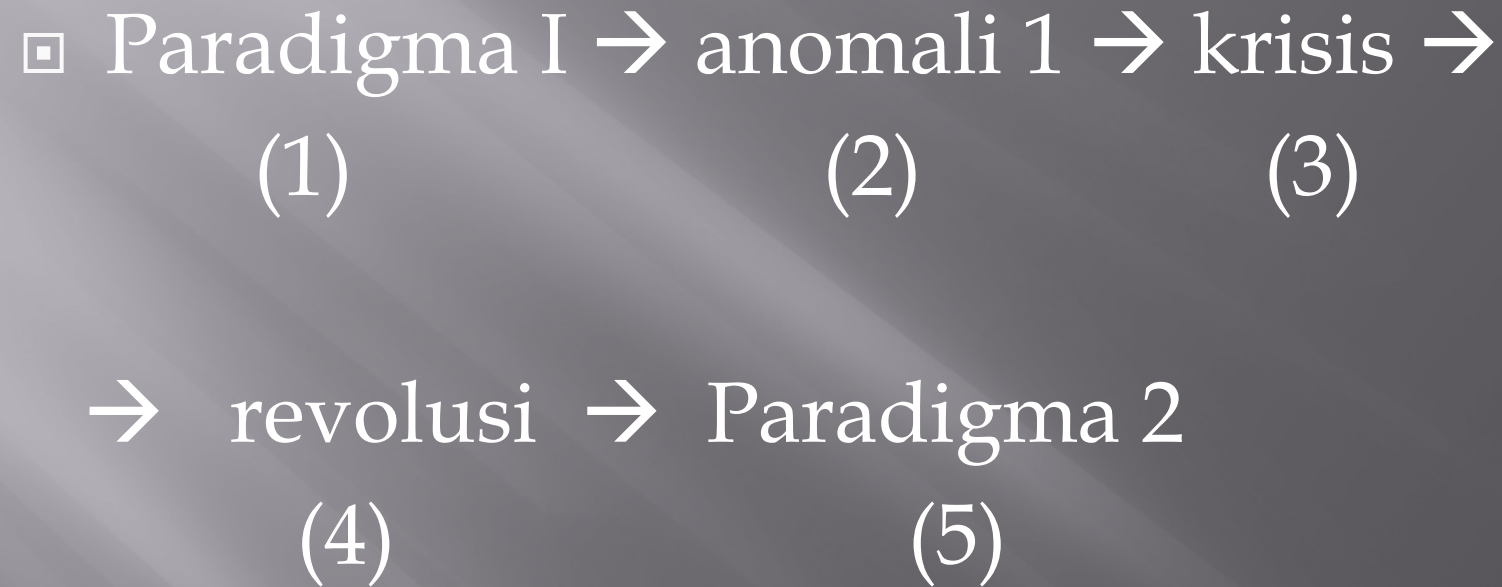 Paradigma I → anomali 1 → krisis →
(1) (2) (3)
→ revolusi → Paradigma 2
(4) (5)